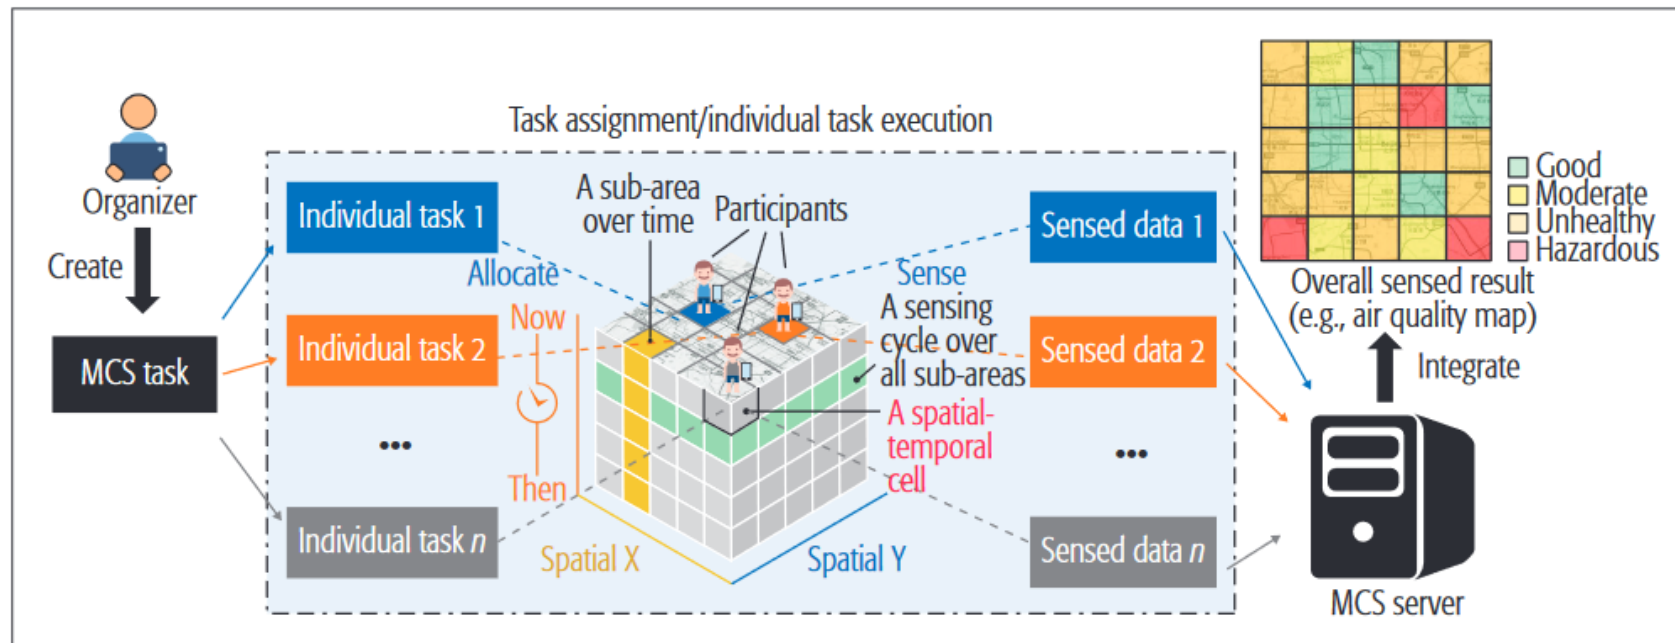 Task assignment/individual task execution
Organizer
Create
MCS task
Individual task 1
Individual task 2
•••
Individual task n
Allocate
Now
Then
A sub-area
over time
Participants
Sense
A sensing
cycle over
all sub-areas
A spatial-
temporal
cell
Spatial X
Spatial Y
Sensed data 1
Sensed data 2
•••
Sensed data n
Good
Moderate
Unhealthy
Hazardous
Overall sensed result
(e.g., air quality map)
Integrate
MCS server